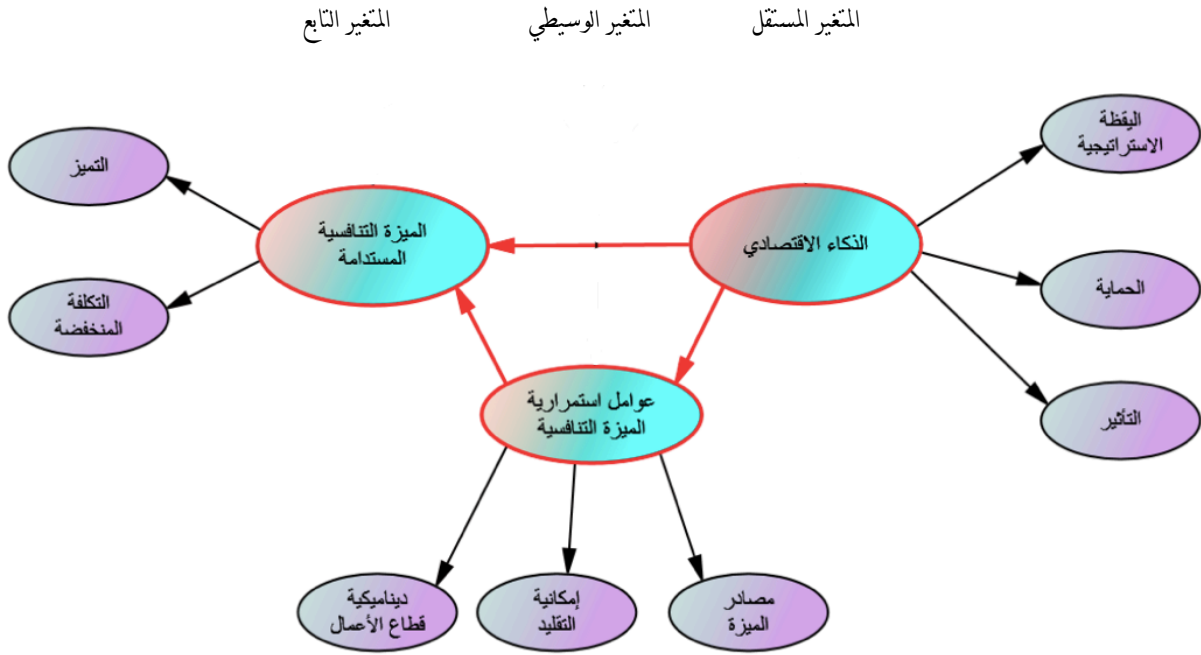 المتغير المستقل
المتغير الوسيطي
المتغير التابع
اليقظة
الاستراتيجية
التميز
الميزة التنافسية
المستدامة
الذكاء الاقتصادي
الحماية
التكلفة
المنخفضة
عوامل استمرارية
الميزة التنافسية
التأثير
مصادر
الميزة
إمكانية
التقليد
ديناميكية
قطاع الأعمال